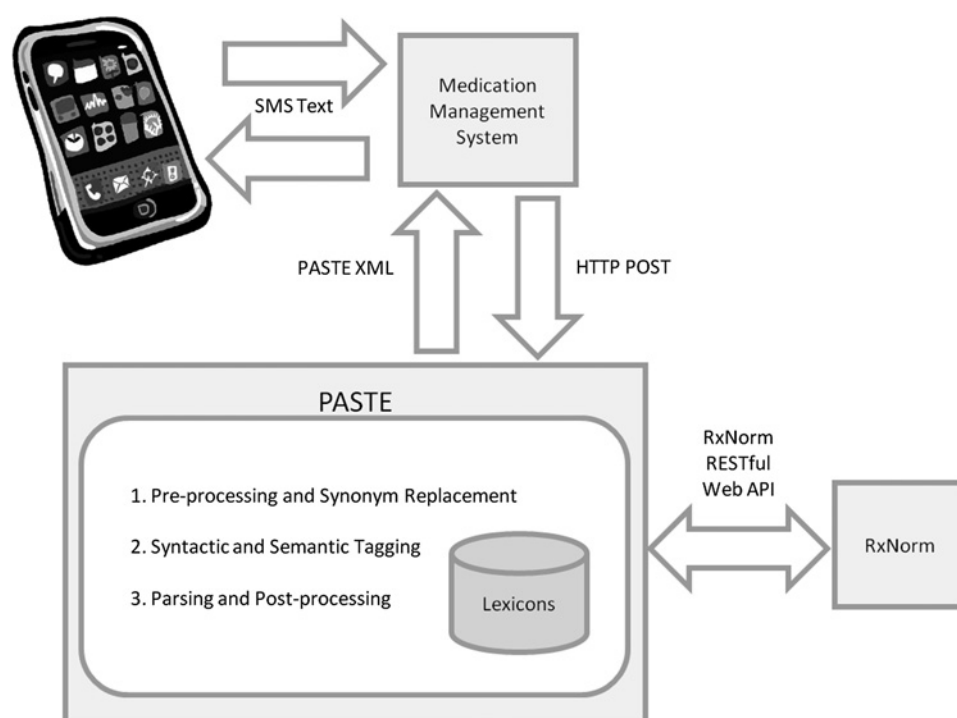 SMS Text
Medication
Management
System
PASTE XML
HTTP POST
PASTE
1. Pre-processing and Synonym Replacement
2. Syntactic and Semantic Tagging
3. Parsing and Post-processing
Lexicons
RxNorm
RESTful
Web API
RxNorm